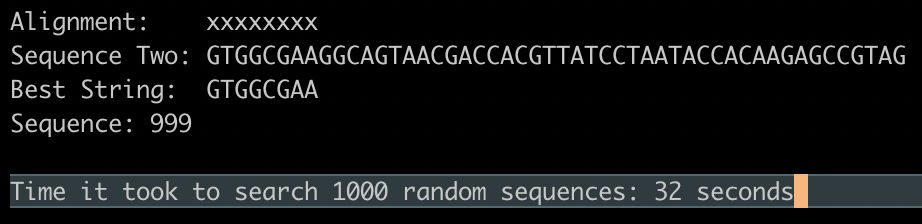 Alignment:    xxxxxxxx
Sequence Two: GTGGCGAAGGCAGTAACGACCACGTTATCCTAATACCACAAGAGCCGTAG
Best String:  GTGGCGAA
Sequence: 999
Time it took to search 1000 random sequences: 32 seconds